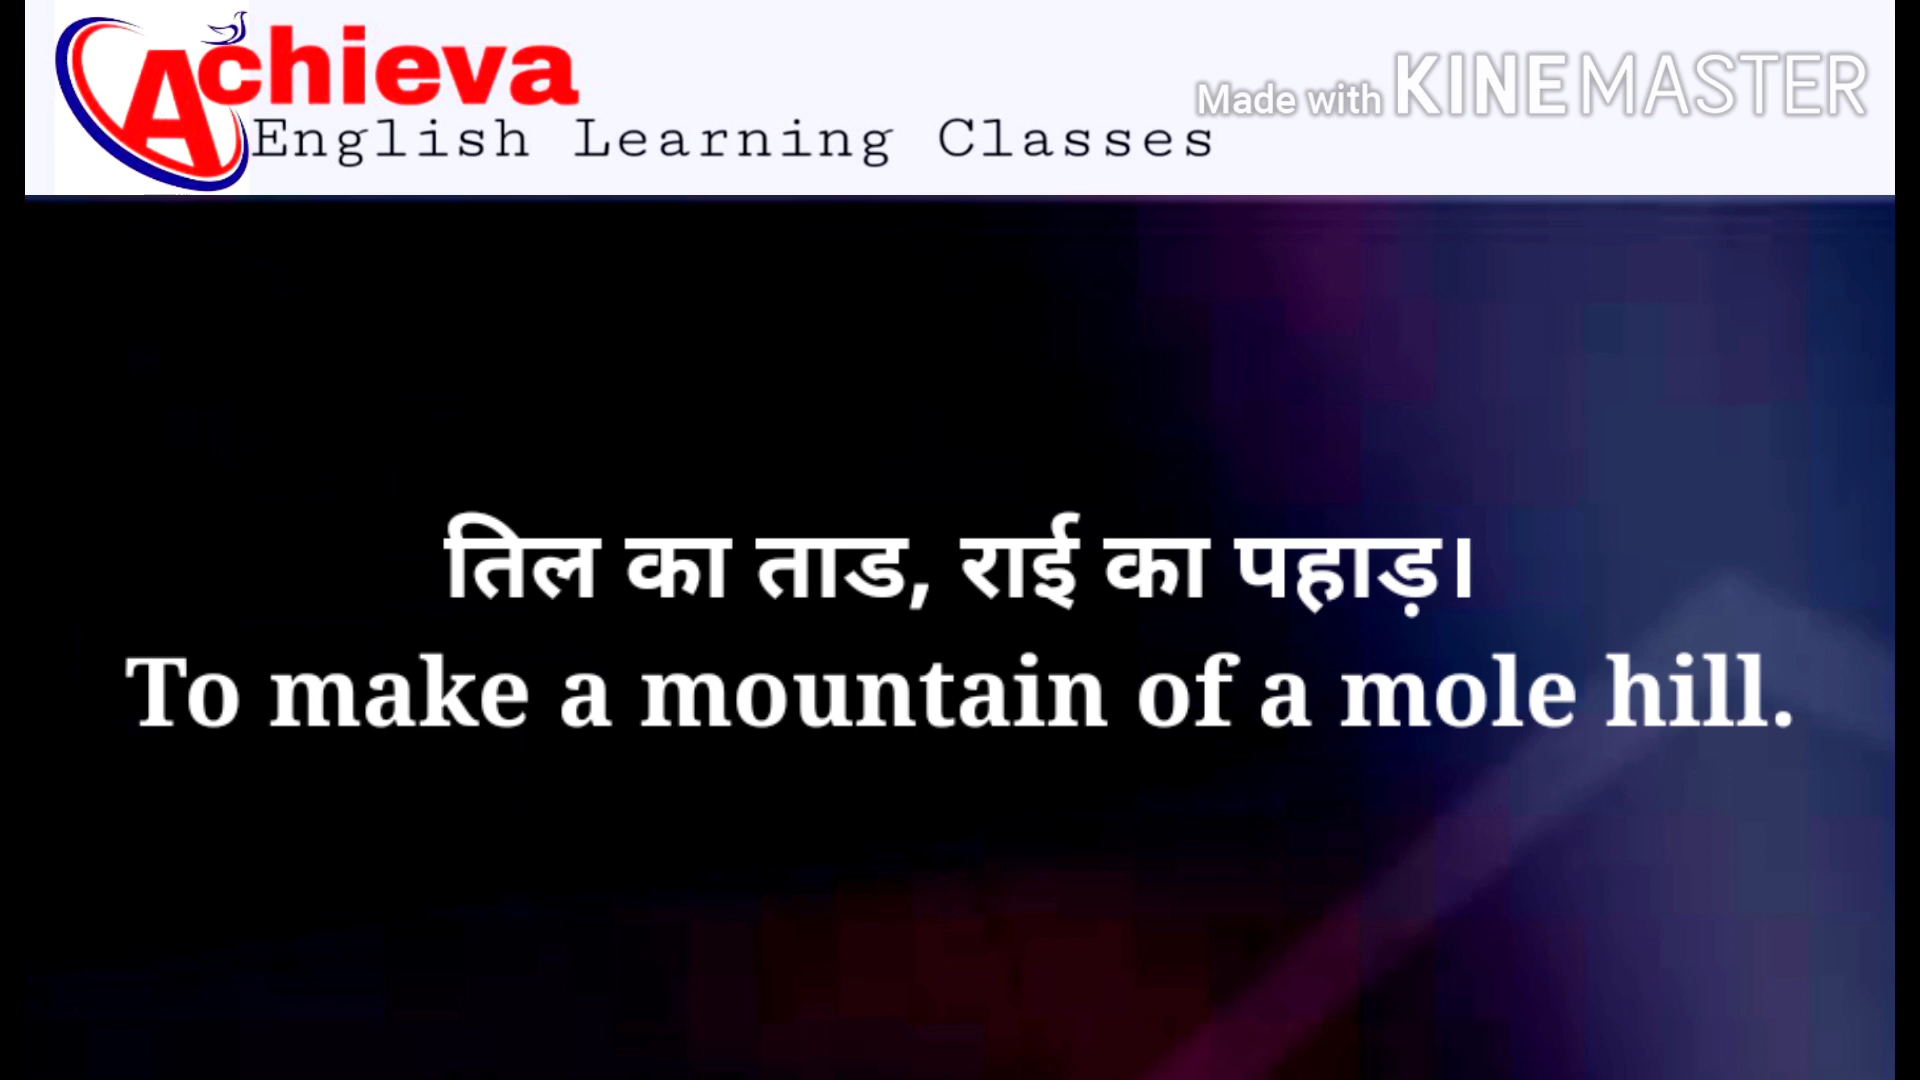 Achieva
Made with KINEMASTER
English Learning Classes
तिल का ताड, राई का पहाड़।
To make a mountain of a mole hill.